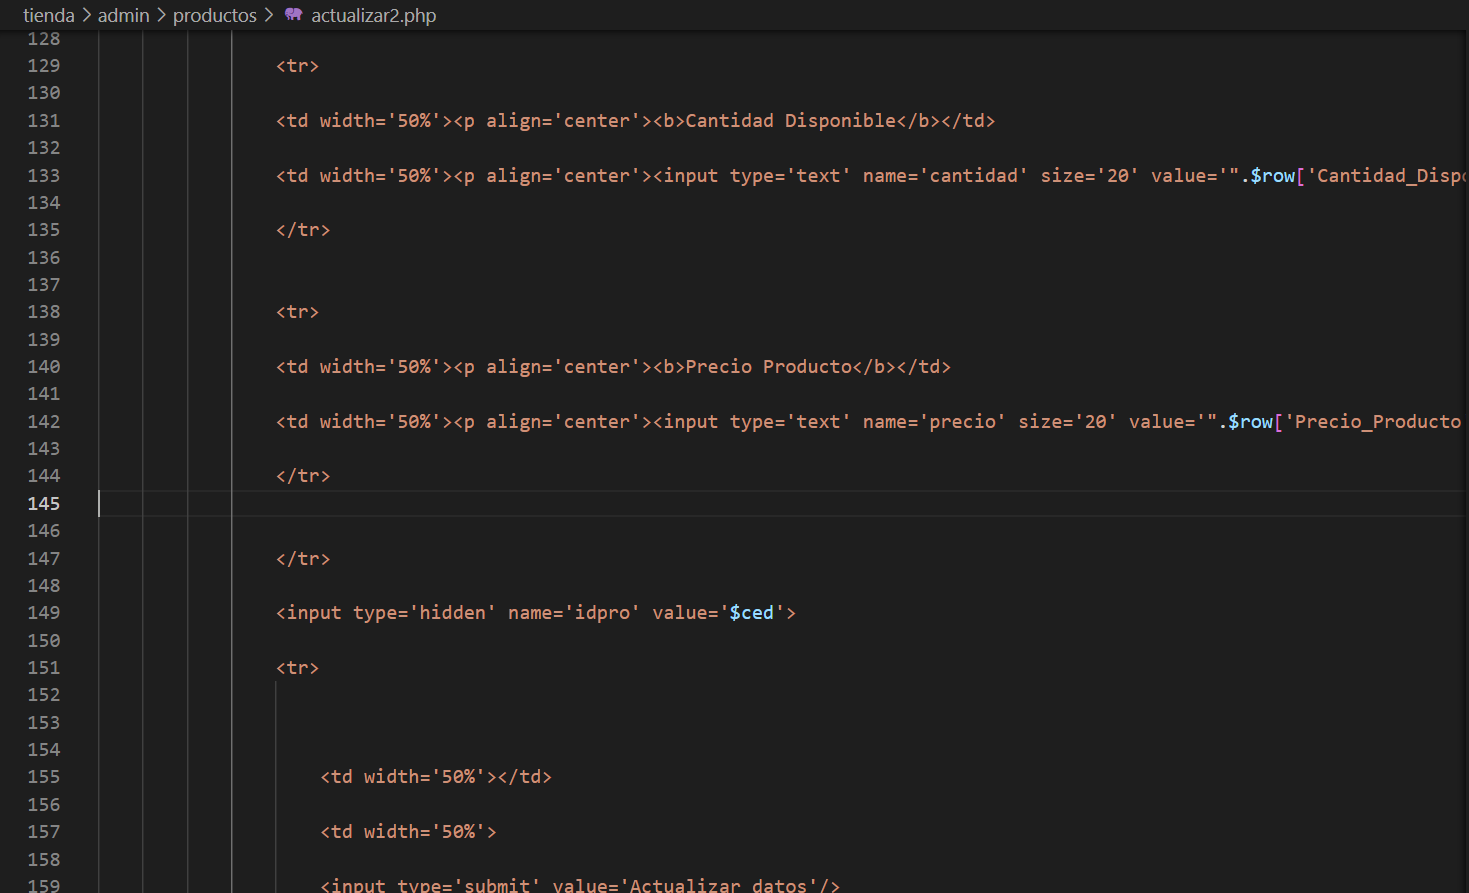 tienda > admin > productos > actualizar2.php
128
129 <tr>
130
131 <td width='50%'><p align='center'><b>Cantidad Disponible</b></td>
132
133 <td width='50%'><p align='center'><input type='text' name='cantidad' size='20' value='".$row['Cantidad_Disp
134
135 </tr>
136
137
138 <tr>
139
140 <td width='50%'><p align='center'><b>Precio Producto</b></td>
141
142 <td width='50%'><p align='center'><input type='text' name='precio' size='20' value='".$row['Precio_Producto
143
144 </tr>
145
146
147 </tr>
148
149 <input type='hidden' name='idpro' value='$ced'>
150
151 <tr>
152
153
154
155 <td width='50%'></td>
156
157 <td width='50%'>
158
159 <input type='submit' value='Actualizar datos'/>